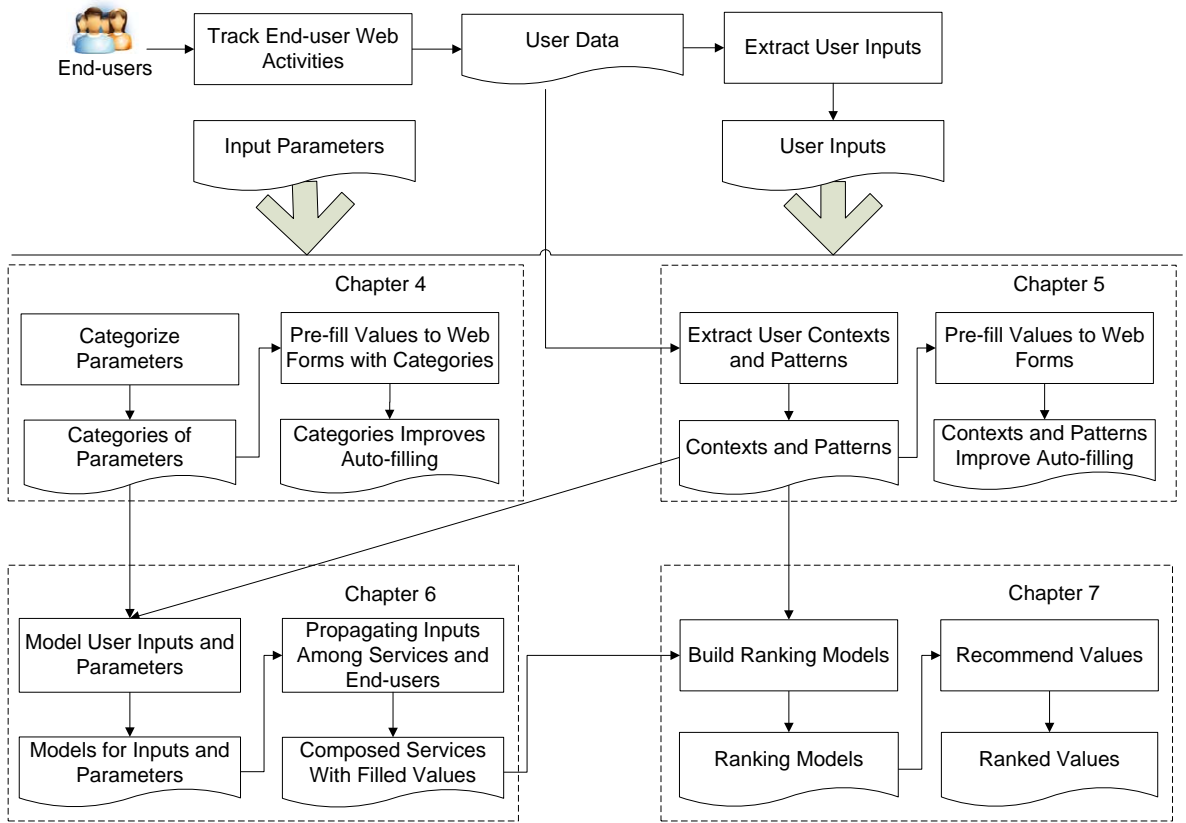 End-users
Track End-user Web
Activities
User Data
Extract User Inputs
Input Parameters
User Inputs
Chapter 4
Categorize
Parameters
Pre-fill Values to Web
Forms with Categories
Categories of
Parameters
Categories Improves
Auto-filling
Chapter 5
Extract User Contexts
and Patterns
Pre-fill Values to Web
Forms
Contexts and Patterns
Contexts and Patterns
Improve Auto-filling
Chapter 6
Model User Inputs and
Parameters
Propagating Inputs
Among Services and
End-users
Models for Inputs and
Parameters
Composed Services
With Filled Values
Chapter 7
Build Ranking Models
Recommend Values
Ranking Models
Ranked Values